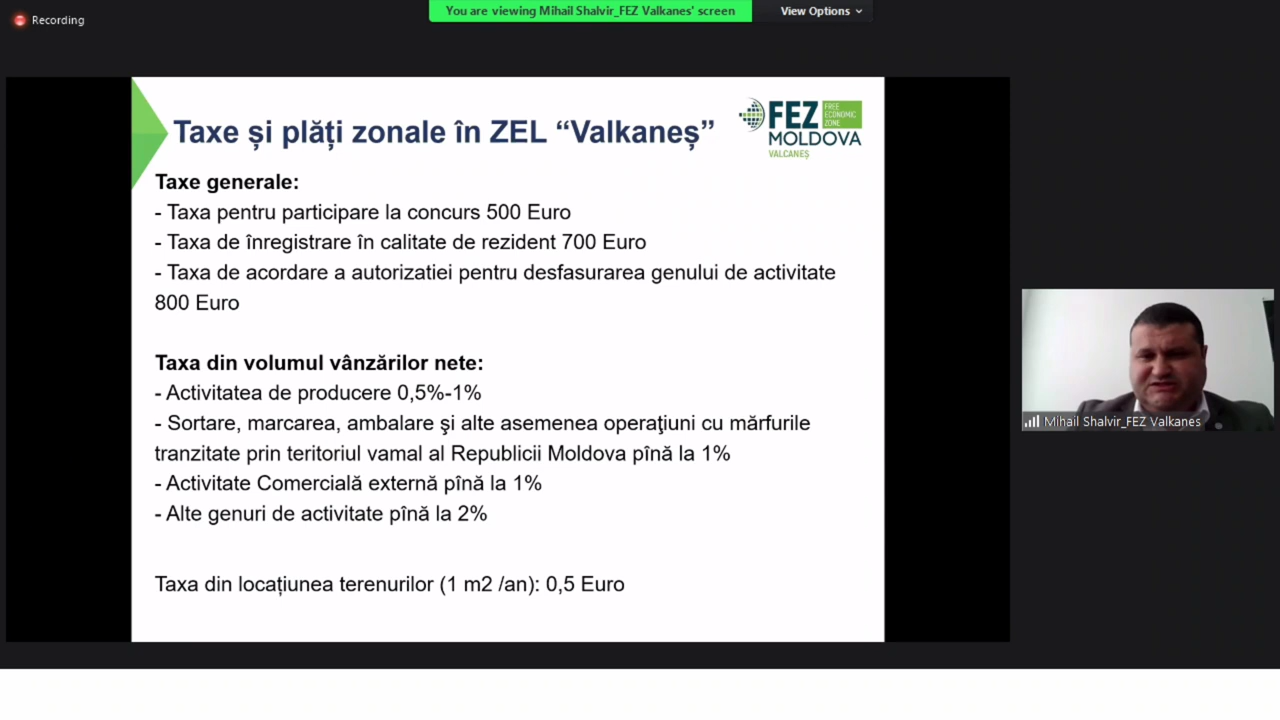 Recording
You are viewing Mihail Shalvir_FEZ Valkanes' screen
View Options
Taxe și plăți zonale în ZEL “Valkaneș”
FEZ
FREE
ECONOMIC
ZONE
MOLDOVA
VALCANEȘ
Taxe generale:
- Taxa pentru participare la concurs 500 Euro
- Taxa de înregistrare în calitate de rezident 700 Euro
- Taxa de acordare a autorizatiei pentru desfasurarea genului de activitate
800 Euro
Taxa din volumul vânzărilor nete:
- Activitatea de producere 0,5%-1%
- Sortare, marcarea, ambalare şi alte asemenea operaţiuni cu mărfurile
tranzitate prin teritoriul vamal al Republicii Moldova pînă la 1%
- Activitate Comercială externă pînă la 1%
- Alte genuri de activitate pînă la 2%
Taxa din locațiunea terenurilor (1 m2 /an): 0,5 Euro
Mihail Shalvir_FEZ Valkanes